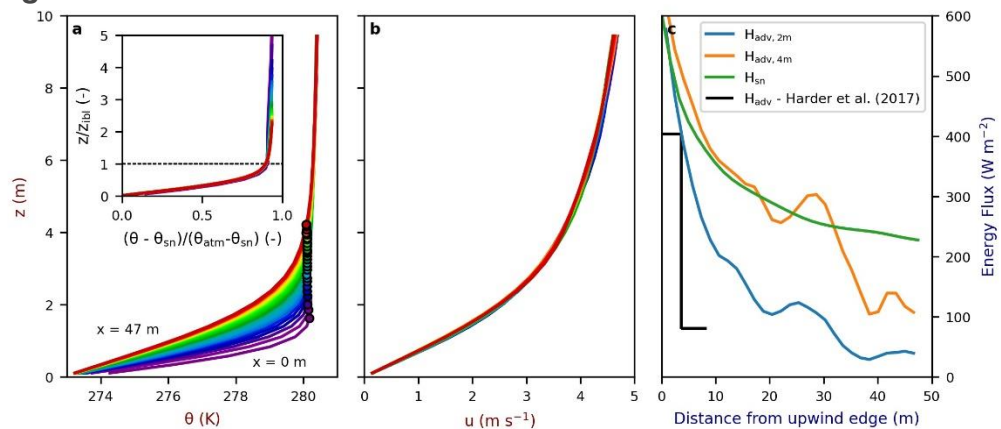 a
z (m)
10
8
6
4
2
0
274
276
278
280
θ (K)
x = 47 m
x = 0 m
z/z_ibl (-)
5
4
3
2
1
0
0.0
0.5
1.0
(θ - θ_sn)/(θ_atm-θ_sn) (-)
b
0
1
2
3
4
5
u (m s⁻¹)
c
H_adv, 2m
H_adv, 4m
H_sn
H_adv - Harder et al. (2017)
600
500
400
300
200
100
0
Energy Flux (W m⁻²)
0
10
20
30
40
50
Distance from upwind edge (m)